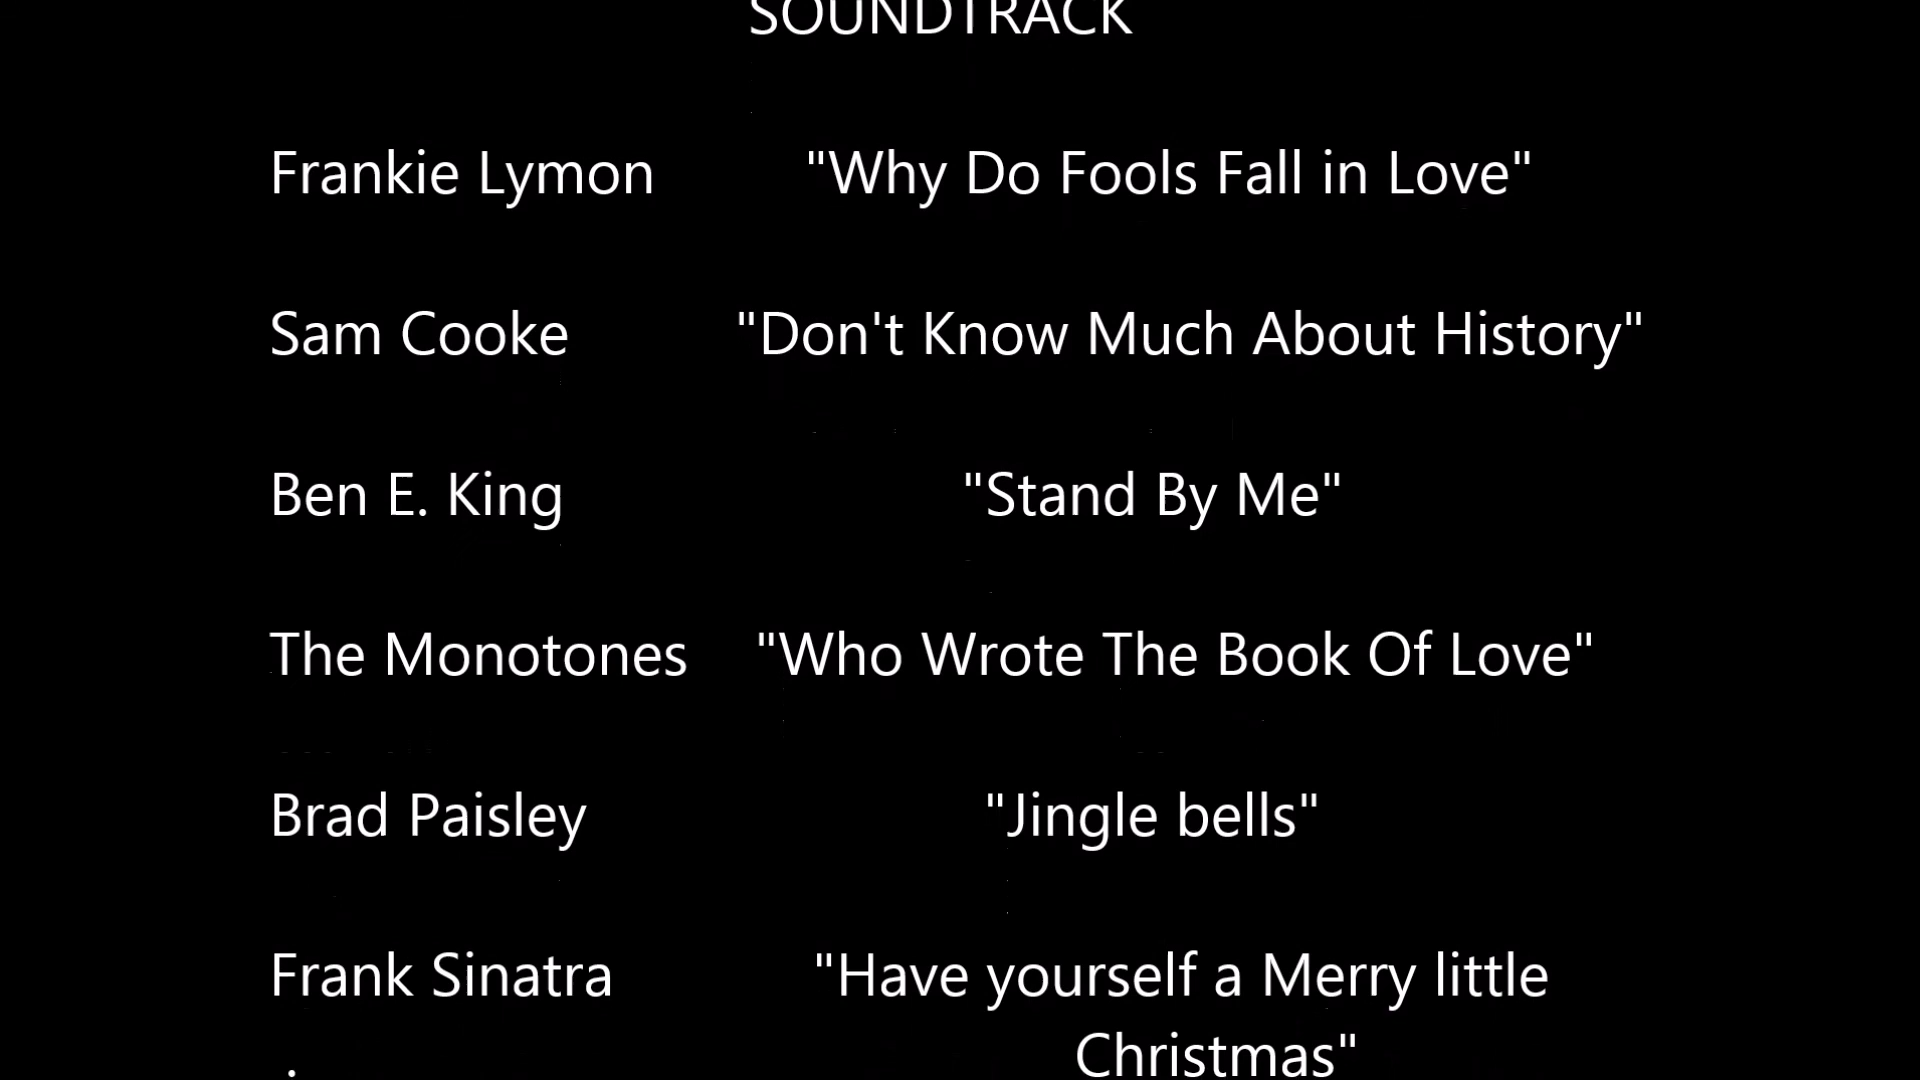 SOUNDTRACK
Frankie Lymon "Why Do Fools Fall in Love"
Sam Cooke "Don't Know Much About History"
Ben E. King "Stand By Me"
The Monotones "Who Wrote The Book Of Love"
Brad Paisley "Jingle bells"
Frank Sinatra "Have yourself a Merry little
. Christmas"